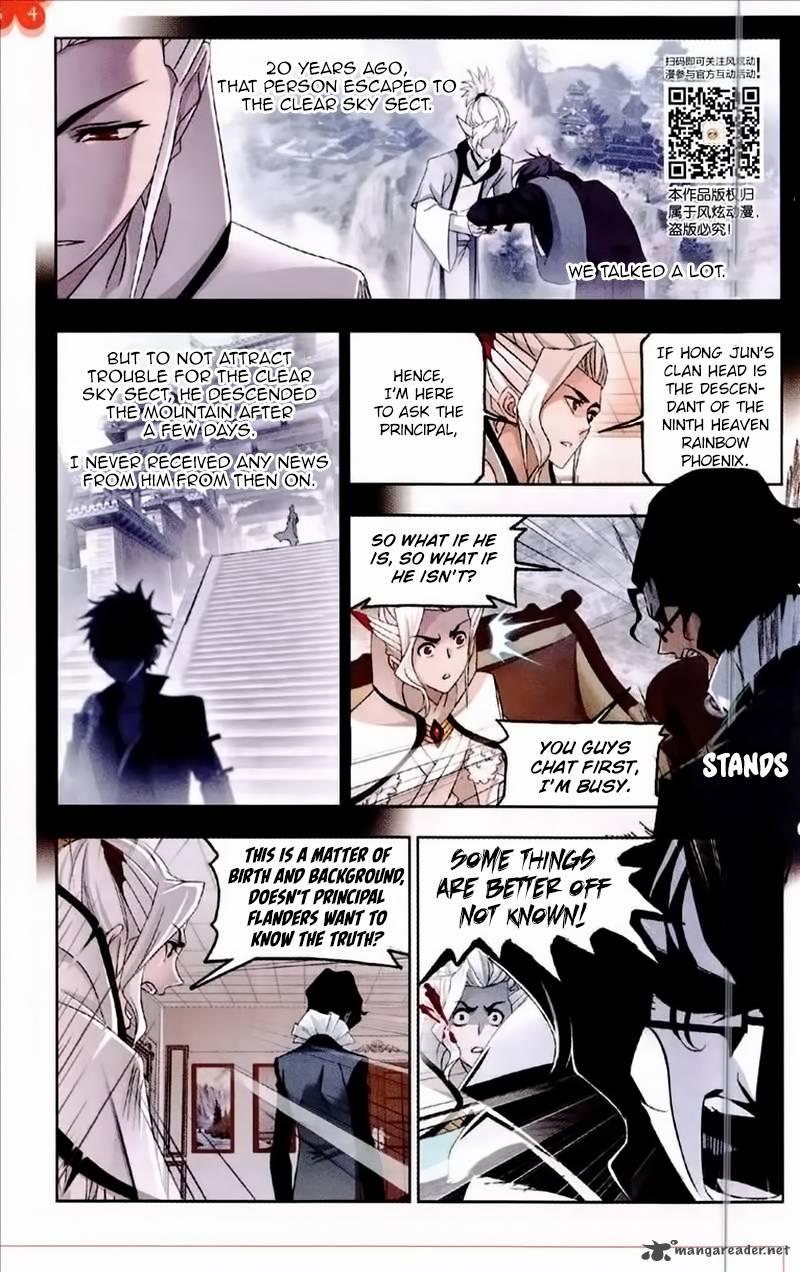 4
20 YEARS AGO,
THAT PERSON ESCAPED TO
THE CLEAR SKY SECT.
扫码即可关注风炫动
漫参与官方互动活动!
本作品版权归
属于风炫动漫,
盗版必究!
WE TALKED A LOT.
BUT TO NOT ATTRACT
TROUBLE FOR THE CLEAR
SKY SECT, HE DESCENDED
THE MOUNTAIN AFTER
A FEW DAYS.
I NEVER RECEIVED ANY NEWS
FROM HIM FROM THEN ON.
IF HONG JUN'S
CLAN HEAD IS
THE DESCEN-
DANT OF THE
NINTH HEAVEN
RAINBOW
PHOENIX.
HENCE,
I'M HERE
TO ASK THE
PRINCIPAL,
SO WHAT IF HE
IS, SO WHAT IF
HE ISN'T?
YOU GUYS
CHAT FIRST,
I'M BUSY.
STANDS
THIS IS A MATTER OF
BIRTH AND BACKGROUND,
DOESN'T PRINCIPAL
FLANDERS WANT TO
KNOW THE TRUTH?
SOME THINGS
ARE BETTER OFF
NOT KNOWN!
mangareader.net